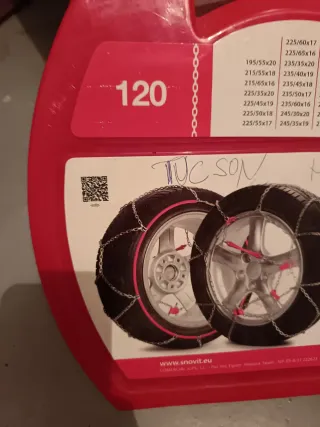 120
225/60x17
225/65x16
195/55x20 235/35x20
215/55x18 235/40x19
215/65x16 235/45x18
225/35x20 235/50x17
225/45x19 235/60x16
225/50x18 245/30x20
225/55x17 245/35x19
TUCSON
www.snovit.eu